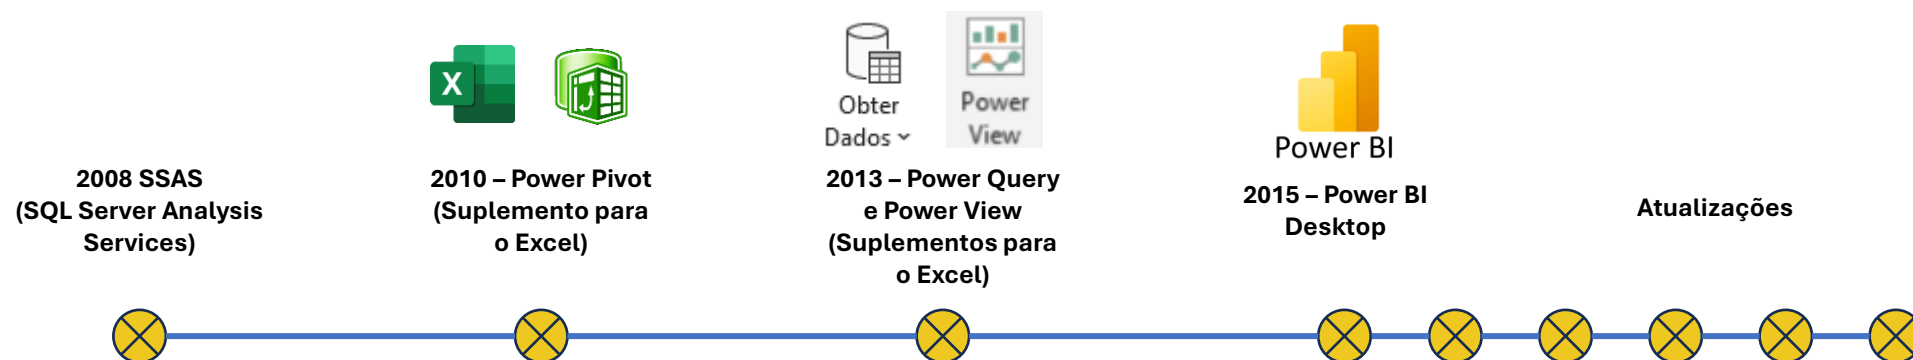 2008 SSAS
(SQL Server Analysis
Services)
X
2010 – Power Pivot
(Suplemento para
o Excel)
Obter
Dados
Power
View
2013 – Power Query
e Power View
(Suplementos para
o Excel)
Power BI
2015 – Power BI
Desktop
Atualizações